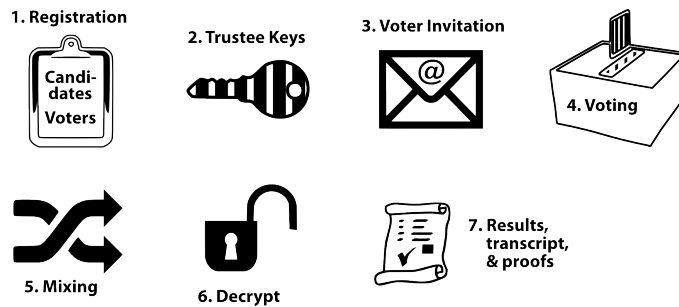 1. Registration
Candi-
dates
Voters
2. Trustee Keys
3. Voter Invitation
@
4. Voting
5. Mixing
6. Decrypt
7. Results,
transcript,
& proofs